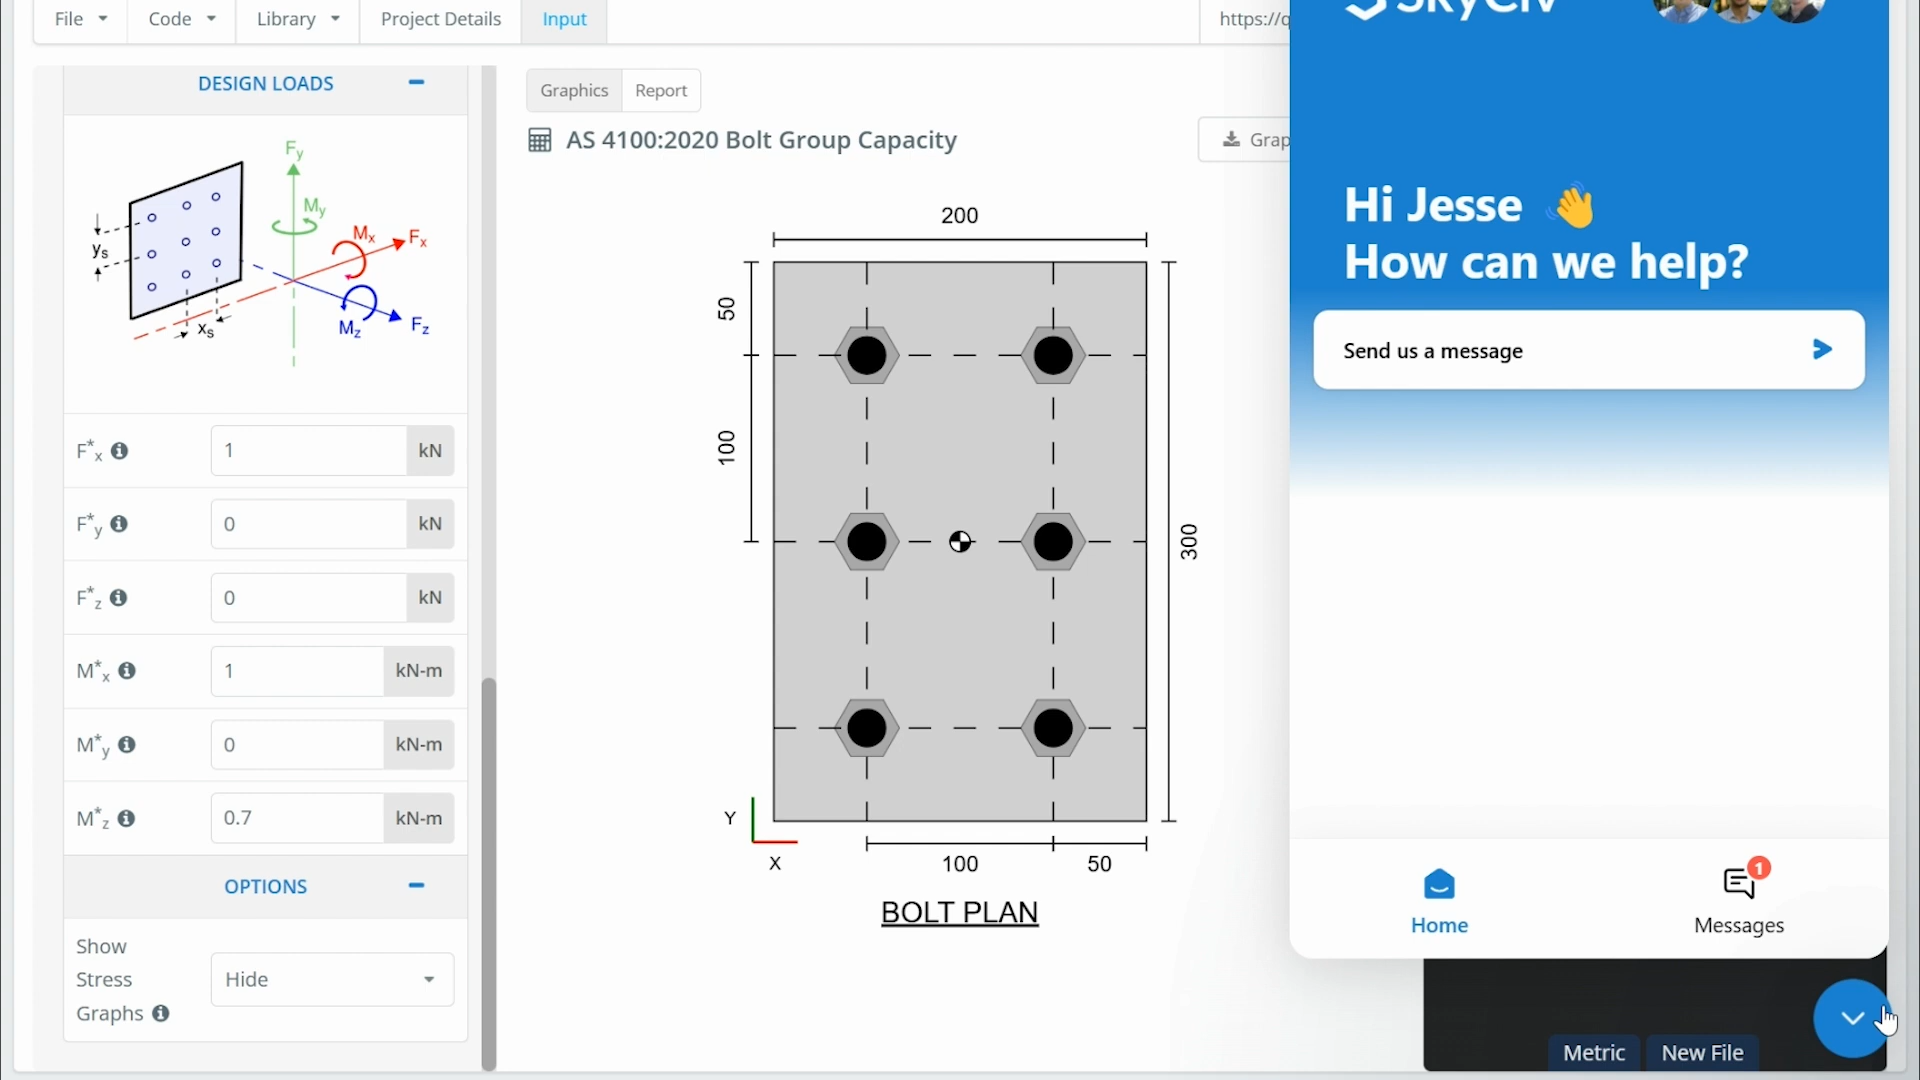 File
Code
Library
Project Details
Input
https://q
SkyCiv
DESIGN LOADS
Graphics
Report
AS 4100:2020 Bolt Group Capacity
Grap
Fy
My
Mx
Fx
ys
xs
Mz
Fz
F*x
1
kN
F*y
0
kN
F*z
0
kN
M*x
1
kN-m
M*y
0
kN-m
M*z
0.7
kN-m
OPTIONS
Show
Stress
Graphs
Hide
200
50
100
300
Y
X
100
50
BOLT PLAN
Hi Jesse 👋
How can we help?
Send us a message
Home
1
Messages
Metric
New File